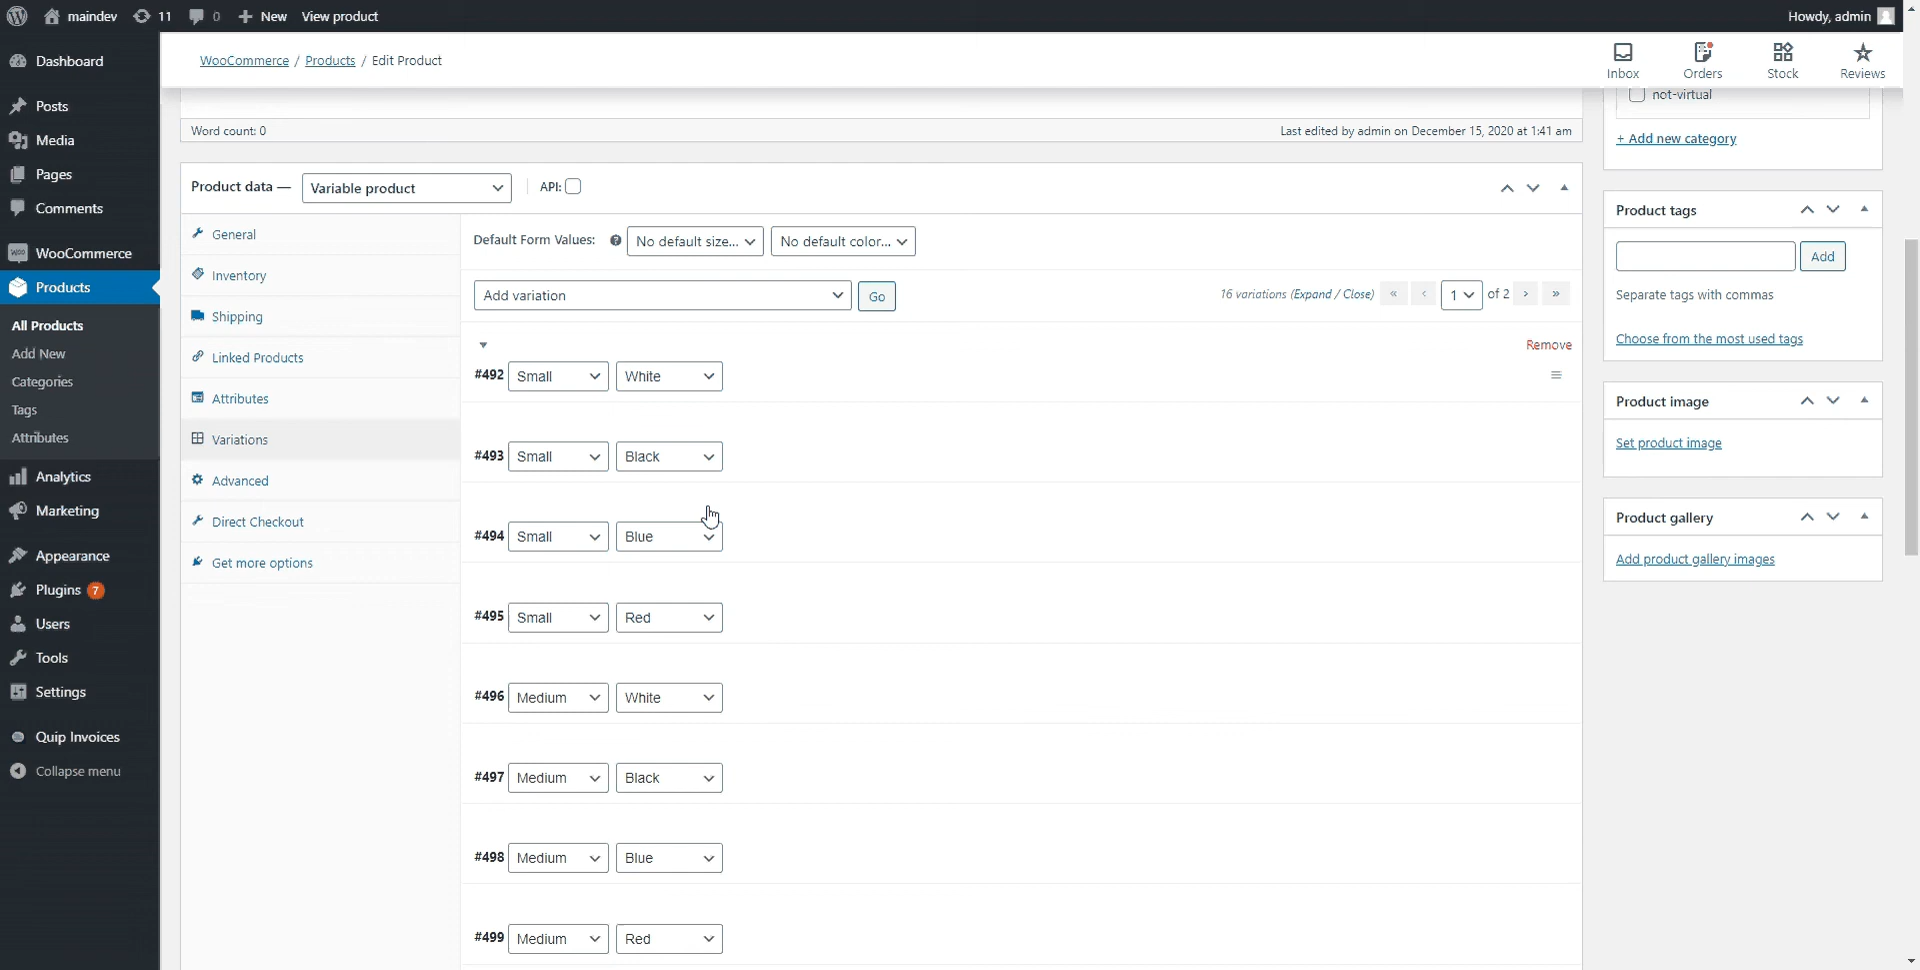 maindev 11 0 New View product Howdy, admin
Dashboard
Posts
Media
Pages
Comments
WooCommerce
Products
All Products
Add New
Categories
Tags
Attributes
Analytics
Marketing
Appearance
Plugins 7
Users
Tools
Settings
Quip Invoices
Collapse menu
WooCommerce / Products / Edit Product
Inbox Orders Stock Reviews
Word count: 0 Last edited by admin on December 15, 2020 at 1:41 am
Product data — Variable product API:
General
Inventory
Shipping
Linked Products
Attributes
Variations
Advanced
Direct Checkout
Get more options
Default Form Values: ? No default size... No default color...
Add variation Go 16 variations (Expand / Close) « ‹ 1 of 2 › »
Remove
#492 Small White
#493 Small Black
#494 Small Blue
#495 Small Red
#496 Medium White
#497 Medium Black
#498 Medium Blue
#499 Medium Red
not-virtual
+ Add new category
Product tags
Add
Separate tags with commas
Choose from the most used tags
Product image
Set product image
Product gallery
Add product gallery images